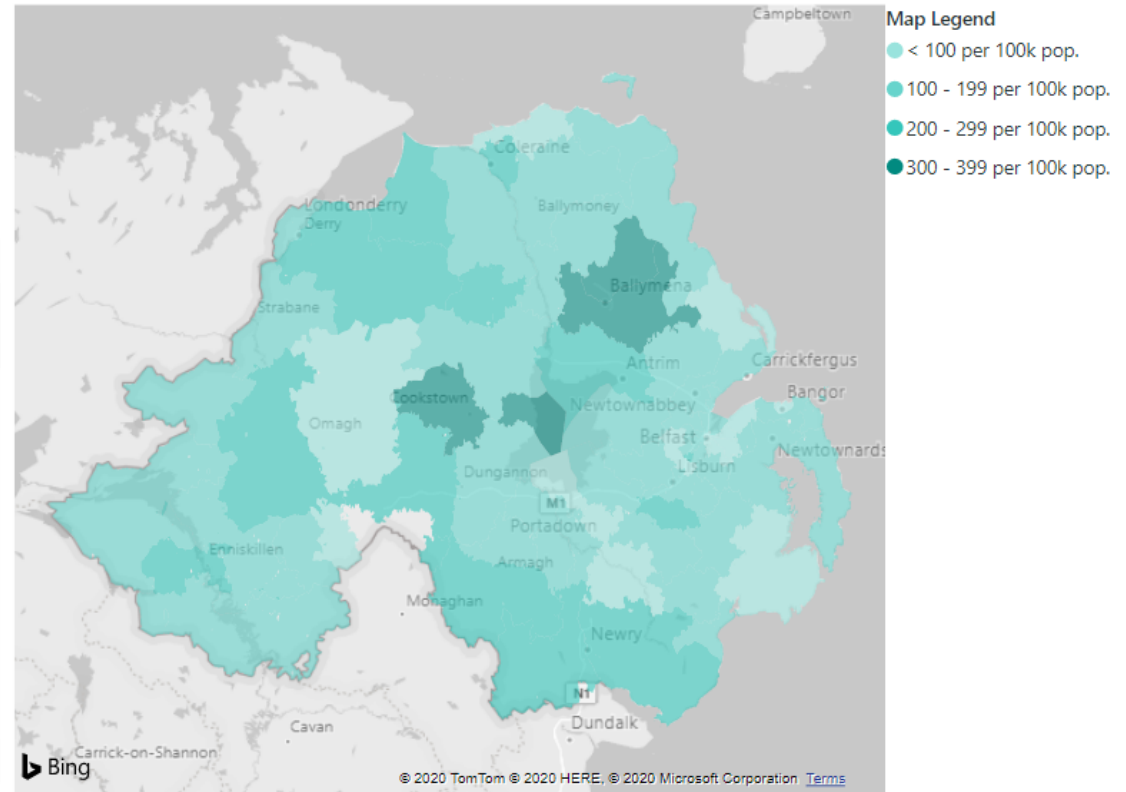 Campbeltown
Map Legend
< 100 per 100k pop.
100 - 199 per 100k pop.
200 - 299 per 100k pop.
300 - 399 per 100k pop.
Coleraine
Londonderry
Derry
Ballymoney
Ballymena
Strabane
Antrim
Carrickfergus
Cookstown
Bangor
Newtownabbey
Omagh
Belfast
Newtownards
Lisburn
Dungannon
M1
Portadown
Enniskillen
Armagh
Monaghan
Newry
N1
Dundalk
Cavan
Carrick-on-Shannon
Bing
© 2020 TomTom © 2020 HERE, © 2020 Microsoft Corporation Terms